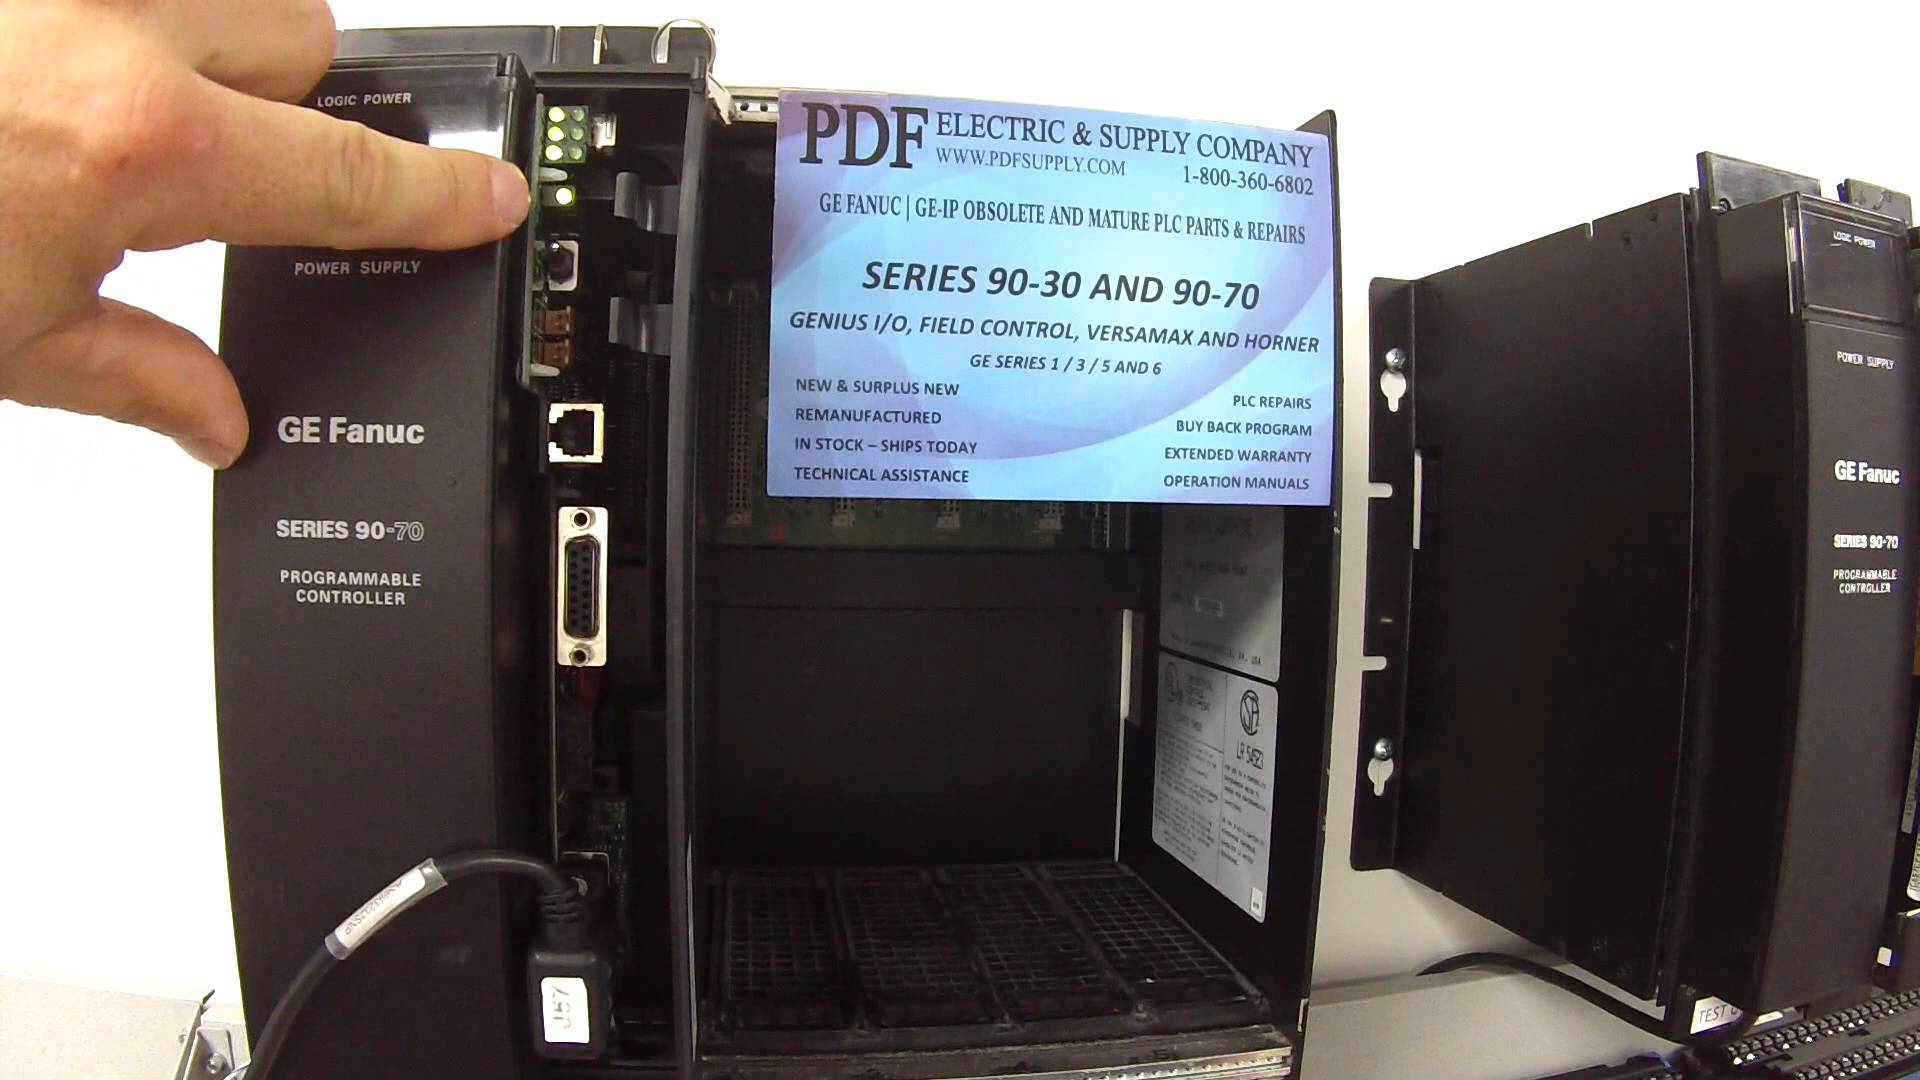 LOGIC POWER
POWER SUPPLY
GE Fanuc
SERIES 90-70
PROGRAMMABLE
CONTROLLER
PDF ELECTRIC & SUPPLY COMPANY
WWW.PDFSUPPLY.COM 1-800-360-6802
GE FANUC | GE-IP OBSOLETE AND MATURE PLC PARTS & REPAIRS
SERIES 90-30 AND 90-70
GENIUS I/O, FIELD CONTROL, VERSAMAX AND HORNER
GE SERIES 1 / 3 / 5 AND 6
NEW & SURPLUS NEW
REMANUFACTURED
IN STOCK – SHIPS TODAY
TECHNICAL ASSISTANCE
PLC REPAIRS
BUY BACK PROGRAM
EXTENDED WARRANTY
OPERATION MANUALS
LR
J57
LOGIC POWER
POWER SUPPLY
GE Fanuc
SERIES 90-70
PROGRAMMABLE
CONTROLLER
TEST